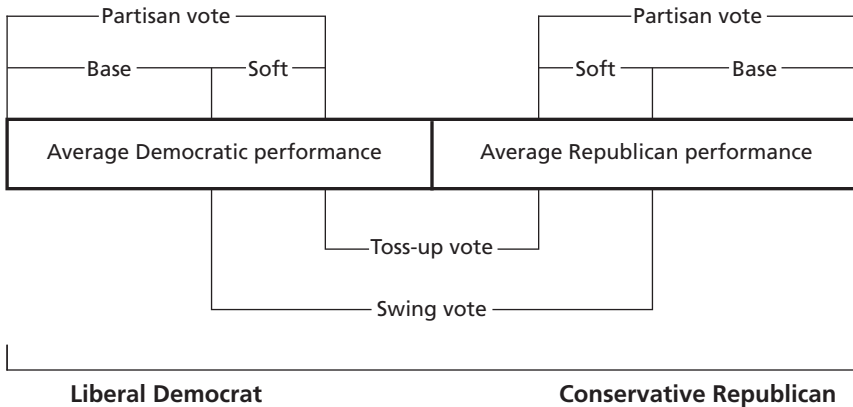 Partisan vote Partisan vote
Base Soft Soft Base
Average Democratic performance Average Republican performance
Toss-up vote
Swing vote
Liberal Democrat Conservative Republican